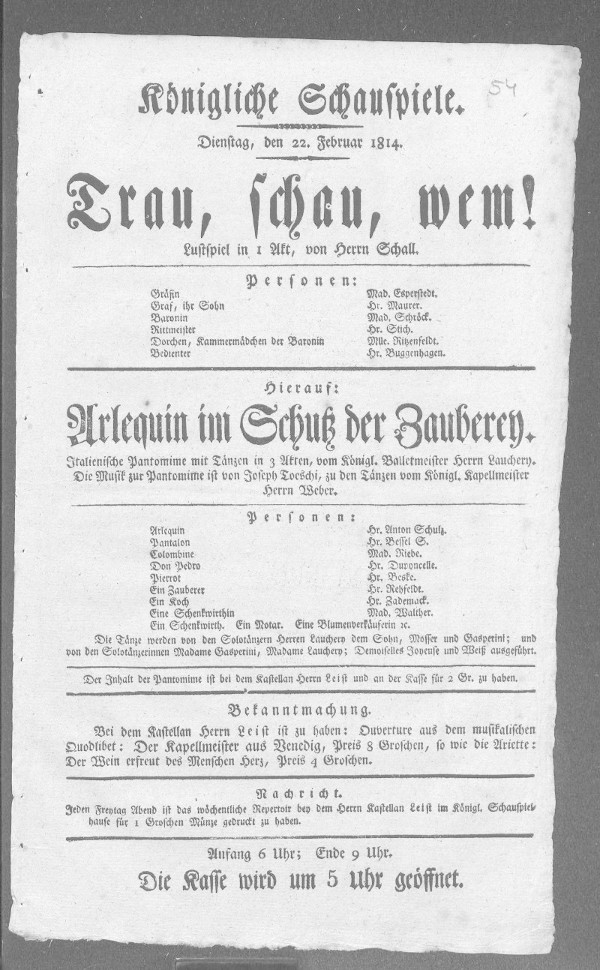 54
Königliche Schauspiele.
Dienstag, den 22. Februar 1814.
Trau, schau, wem!
Lustspiel in 1 Akt, von Herrn Schall.
Personen:
Gräfin Mad. Esperstedt.
Graf, ihr Sohn Hr. Maurer.
Baronin Mad. Schröck.
Rittmeister Hr. Stich.
Dorchen, Kammermädchen der Baronin Mlle. Ritzenfeldt.
Bedienter Hr. Buggenhagen.
Hierauf:
Arlequin im Schutz der Zauberey.
Italienische Pantomime mit Tänzen in 3 Akten, vom Königl. Balletmeister Herrn Lauchery.
Die Musik zur Pantomime ist von Joseph Toeschi, zu den Tänzen vom Königl. Kapellmeister
Herrn Weber.
Personen:
Arlequin Hr. Anton Schulz.
Pantalon Hr. Bessel S.
Colombine Mad. Riebe.
Don Pedro Hr. Duponcelle.
Pierrot Hr. Beske.
Ein Zauberer Hr. Rehfeldt.
Ein Koch Hr. Zademack.
Eine Schenkwirthin Mad. Walther.
Ein Schenkwirth. Ein Notar. Eine Blumenverkäuferin ꝛc.
Die Tänze werden von den Solotänzern Herren Lauchery dem Sohn, Mosser und Gasperini; und
von den Solotänzerinnen Madame Gasperini, Madame Lauchery; Demoiselles Joyeuse und Weiß ausgeführt.
Der Inhalt der Pantomime ist bei dem Kastellan Herrn Leist und an der Kasse für 2 Gr. zu haben.
Bekanntmachung.
Bei dem Kastellan Herrn Leist ist zu haben: Ouverture aus dem musikalischen
Quodlibet: Der Kapellmeister aus Venedig, Preis 8 Groschen, so wie die Ariette:
Der Wein erfreut des Menschen Herz, Preis 4 Groschen.
Nachricht.
Jeden Freytag Abend ist das wöchentliche Repertoir bey dem Herrn Kastellan Leist im Königl. Schauspiel-
hause für 1 Groschen Münze gedruckt zu haben.
Anfang 6 Uhr; Ende 9 Uhr.
Die Kasse wird um 5 Uhr geöffnet.